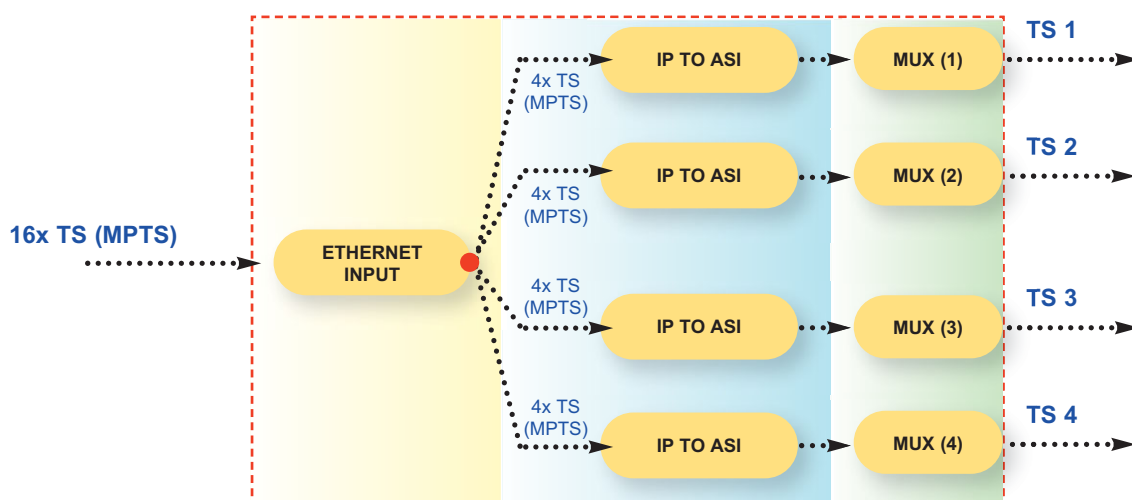 TS 1
IP TO ASI
MUX (1)
4x TS
(MPTS)
TS 2
IP TO ASI
MUX (2)
4x TS
(MPTS)
16x TS (MPTS)
ETHERNET
INPUT
4x TS
(MPTS)
TS 3
IP TO ASI
MUX (3)
4x TS
(MPTS)
TS 4
IP TO ASI
MUX (4)